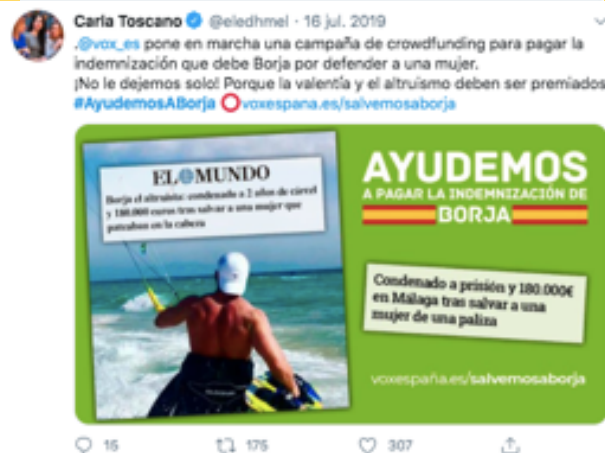 Carla Toscano @eledhmel · 16 jul. 2019
.@vox_es pone en marcha una campaña de crowdfunding para pagar la
indemnización que debe Borja por defender a una mujer.
¡No le dejemos solo! Porque la valentía y el altruismo deben ser premiados
#AyudemosABorja ⭕voxespana.es/salvemosaborja
EL MUNDO
Borja el altruista: condenado a 2 años de cárcel
y 180.000 euros tras salvar a una mujer que
pateaban en la cabeza
AYUDEMOS
A PAGAR LA INDEMNIZACIÓN DE
BORJA
Condenado a prisión y 180.000€
en Málaga tras salvar a una
mujer de una paliza
voxespaña.es/salvemosaborja
15 175 307